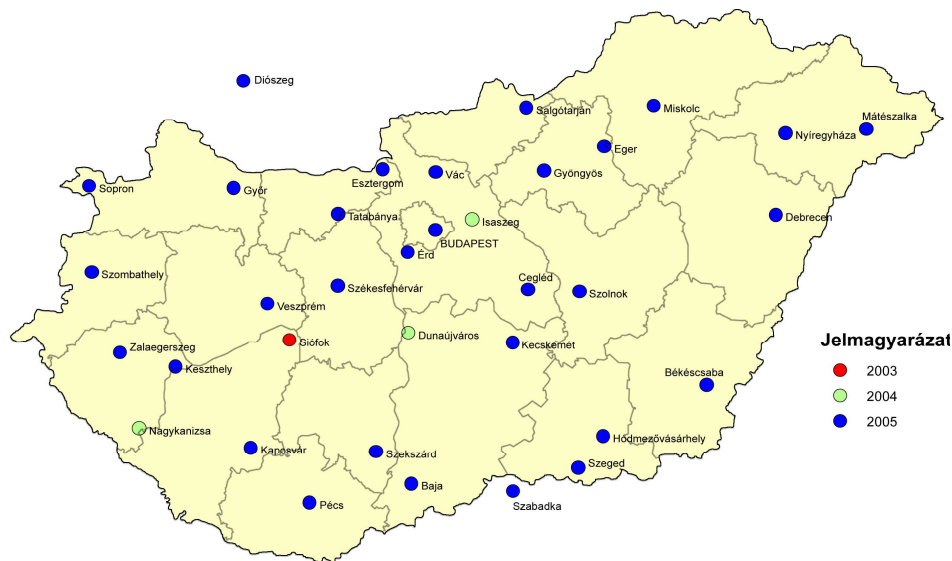 Diószeg
Salgótarján
Miskolc
Mátészalka
Nyíregyháza
Eger
Gyöngyös
Vác
Esztergom
Sopron
Győr
Tatabánya
Isaszeg
Debrecen
BUDAPEST
Érd
Szombathely
Székesfehérvár
Cegléd
Szolnok
Veszprém
Dunaújváros
Giófok
Kecskemét
Zalaegerszeg
Keszthely
Békéscsaba
Jelmagyarázat
2003
2004
2005
Nagykanizsa
Kaposvár
Szekszárd
Hódmezővásárhely
Szeged
Baja
Szabadka
Pécs